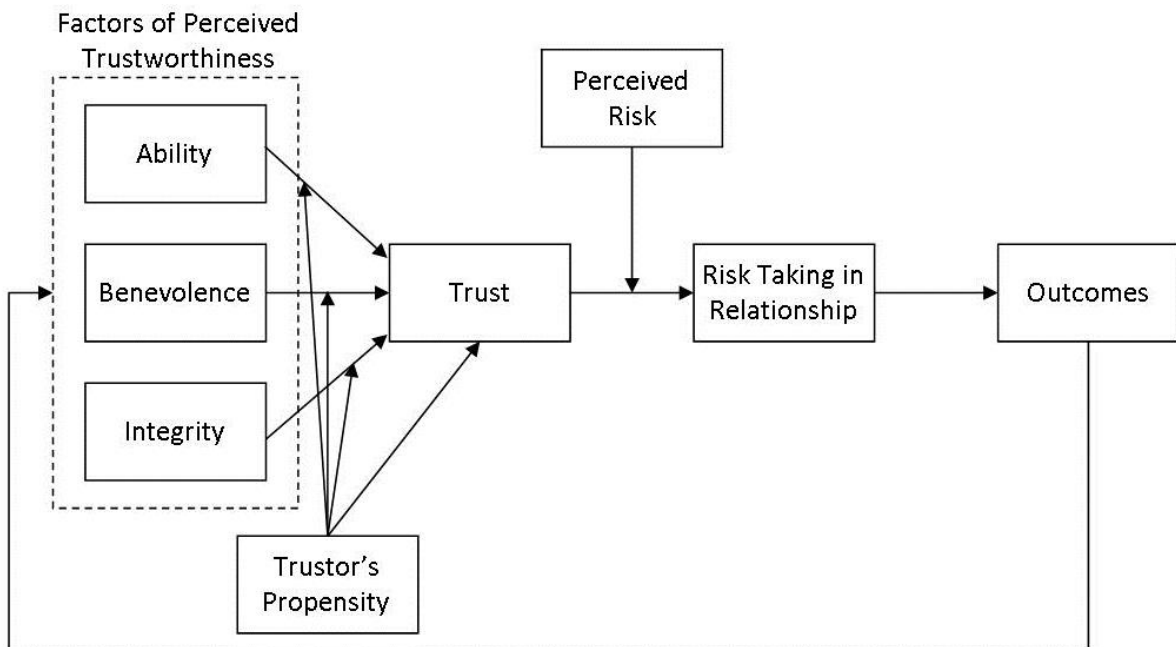 Factors of Perceived
Trustworthiness
Ability
Benevolence
Integrity
Trustor’s
Propensity
Trust
Perceived
Risk
Risk Taking in
Relationship
Outcomes